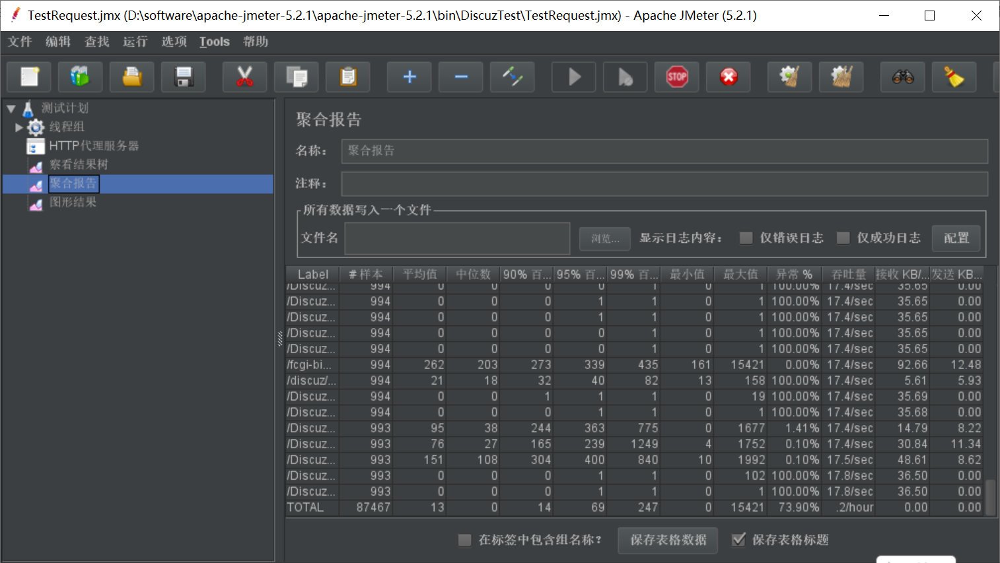 TestRequest.jmx (D:\software\apache-jmeter-5.2.1\apache-jmeter-5.2.1\bin\DiscuzTest\TestRequest.jmx) - Apache JMeter (5.2.1)
文件 编辑 查找 运行 选项 Tools 帮助
STOP
测试计划
线程组
HTTP代理服务器
察看结果树
聚合报告
图形结果
聚合报告
名称： 聚合报告
注释：
所有数据写入一个文件
文件名 浏览... 显示日志内容： 仅错误日志 仅成功日志 配置
Label # 样本 平均值 中位数 90% 百... 95% 百... 99% 百... 最小值 最大值 异常 % 吞吐量 接收 KB/... 发送 KB...
/Discuz... 994 0 0 0 0 1 0 1 100.00% 17.4/sec 35.65 0.00
/Discuz... 994 0 0 0 1 1 0 1 100.00% 17.4/sec 35.65 0.00
/Discuz... 994 0 0 0 1 1 0 1 100.00% 17.4/sec 35.65 0.00
/Discuz... 994 0 0 0 0 1 0 1 100.00% 17.4/sec 35.65 0.00
/Discuz... 994 0 0 0 0 1 0 1 100.00% 17.4/sec 35.65 0.00
/fcgi-bi... 994 262 203 273 339 435 161 15421 0.00% 17.4/sec 92.66 12.48
/discuz/... 994 21 18 32 40 82 13 158 100.00% 17.4/sec 5.61 5.93
/Discuz... 994 0 0 1 1 1 0 19 100.00% 17.4/sec 35.69 0.00
/Discuz... 994 0 0 0 1 1 0 1 100.00% 17.4/sec 35.68 0.00
/Discuz... 993 95 38 244 363 775 0 1677 1.41% 17.4/sec 14.79 8.22
/Discuz... 993 76 27 165 239 1249 4 1752 0.10% 17.4/sec 30.84 11.34
/Discuz... 993 151 108 304 400 840 10 1992 0.10% 17.5/sec 48.61 8.62
/Discuz... 993 0 0 0 1 1 0 102 100.00% 17.8/sec 36.50 0.00
/Discuz... 993 0 0 0 1 1 0 1 100.00% 17.8/sec 36.50 0.00
TOTAL 87467 13 0 14 69 247 0 15421 73.90% .2/hour 0.00 0.00
在标签中包含组名称？ 保存表格数据 保存表格标题